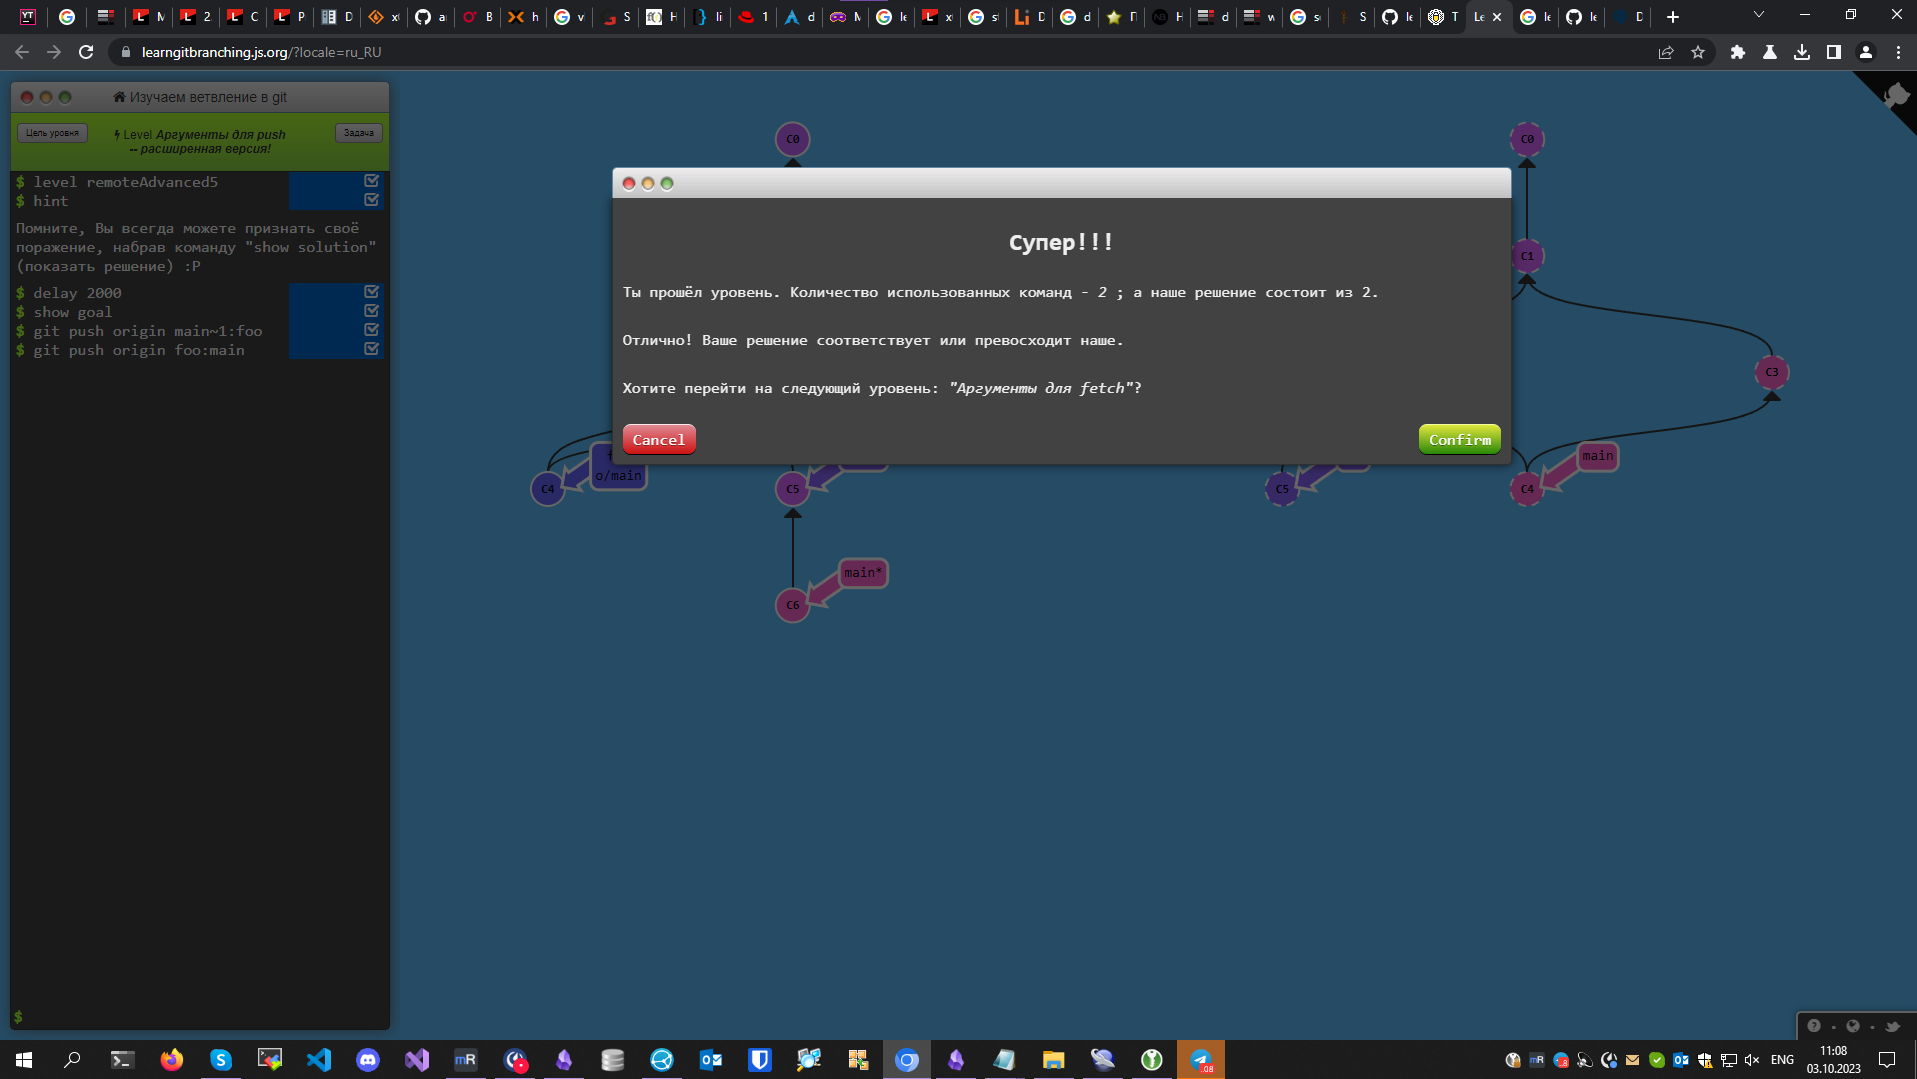 learngitbranching.js.org/?locale=ru_RU
Изучаем ветвление в git
Цель уровня
Level Аргументы для push
-- расширенная версия!
Задача
$ level remoteAdvanced5
$ hint
Помните, Вы всегда можете признать своё
поражение, набрав команду "show solution"
(показать решение) :P
$ delay 2000
$ show goal
$ git push origin main~1:foo
$ git push origin foo:main
$
C0
C0
Супер!!!
Ты прошёл уровень. Количество использованных команд - 2 ; а наше решение состоит из 2.
Отлично! Ваше решение соответствует или превосходит наше.
Хотите перейти на следующий уровень: "Аргументы для fetch"?
Cancel
Confirm
C1
C3
o/main
main
C4
C5
C5
C4
main*
C6
ENG
11:08
03.10.2023